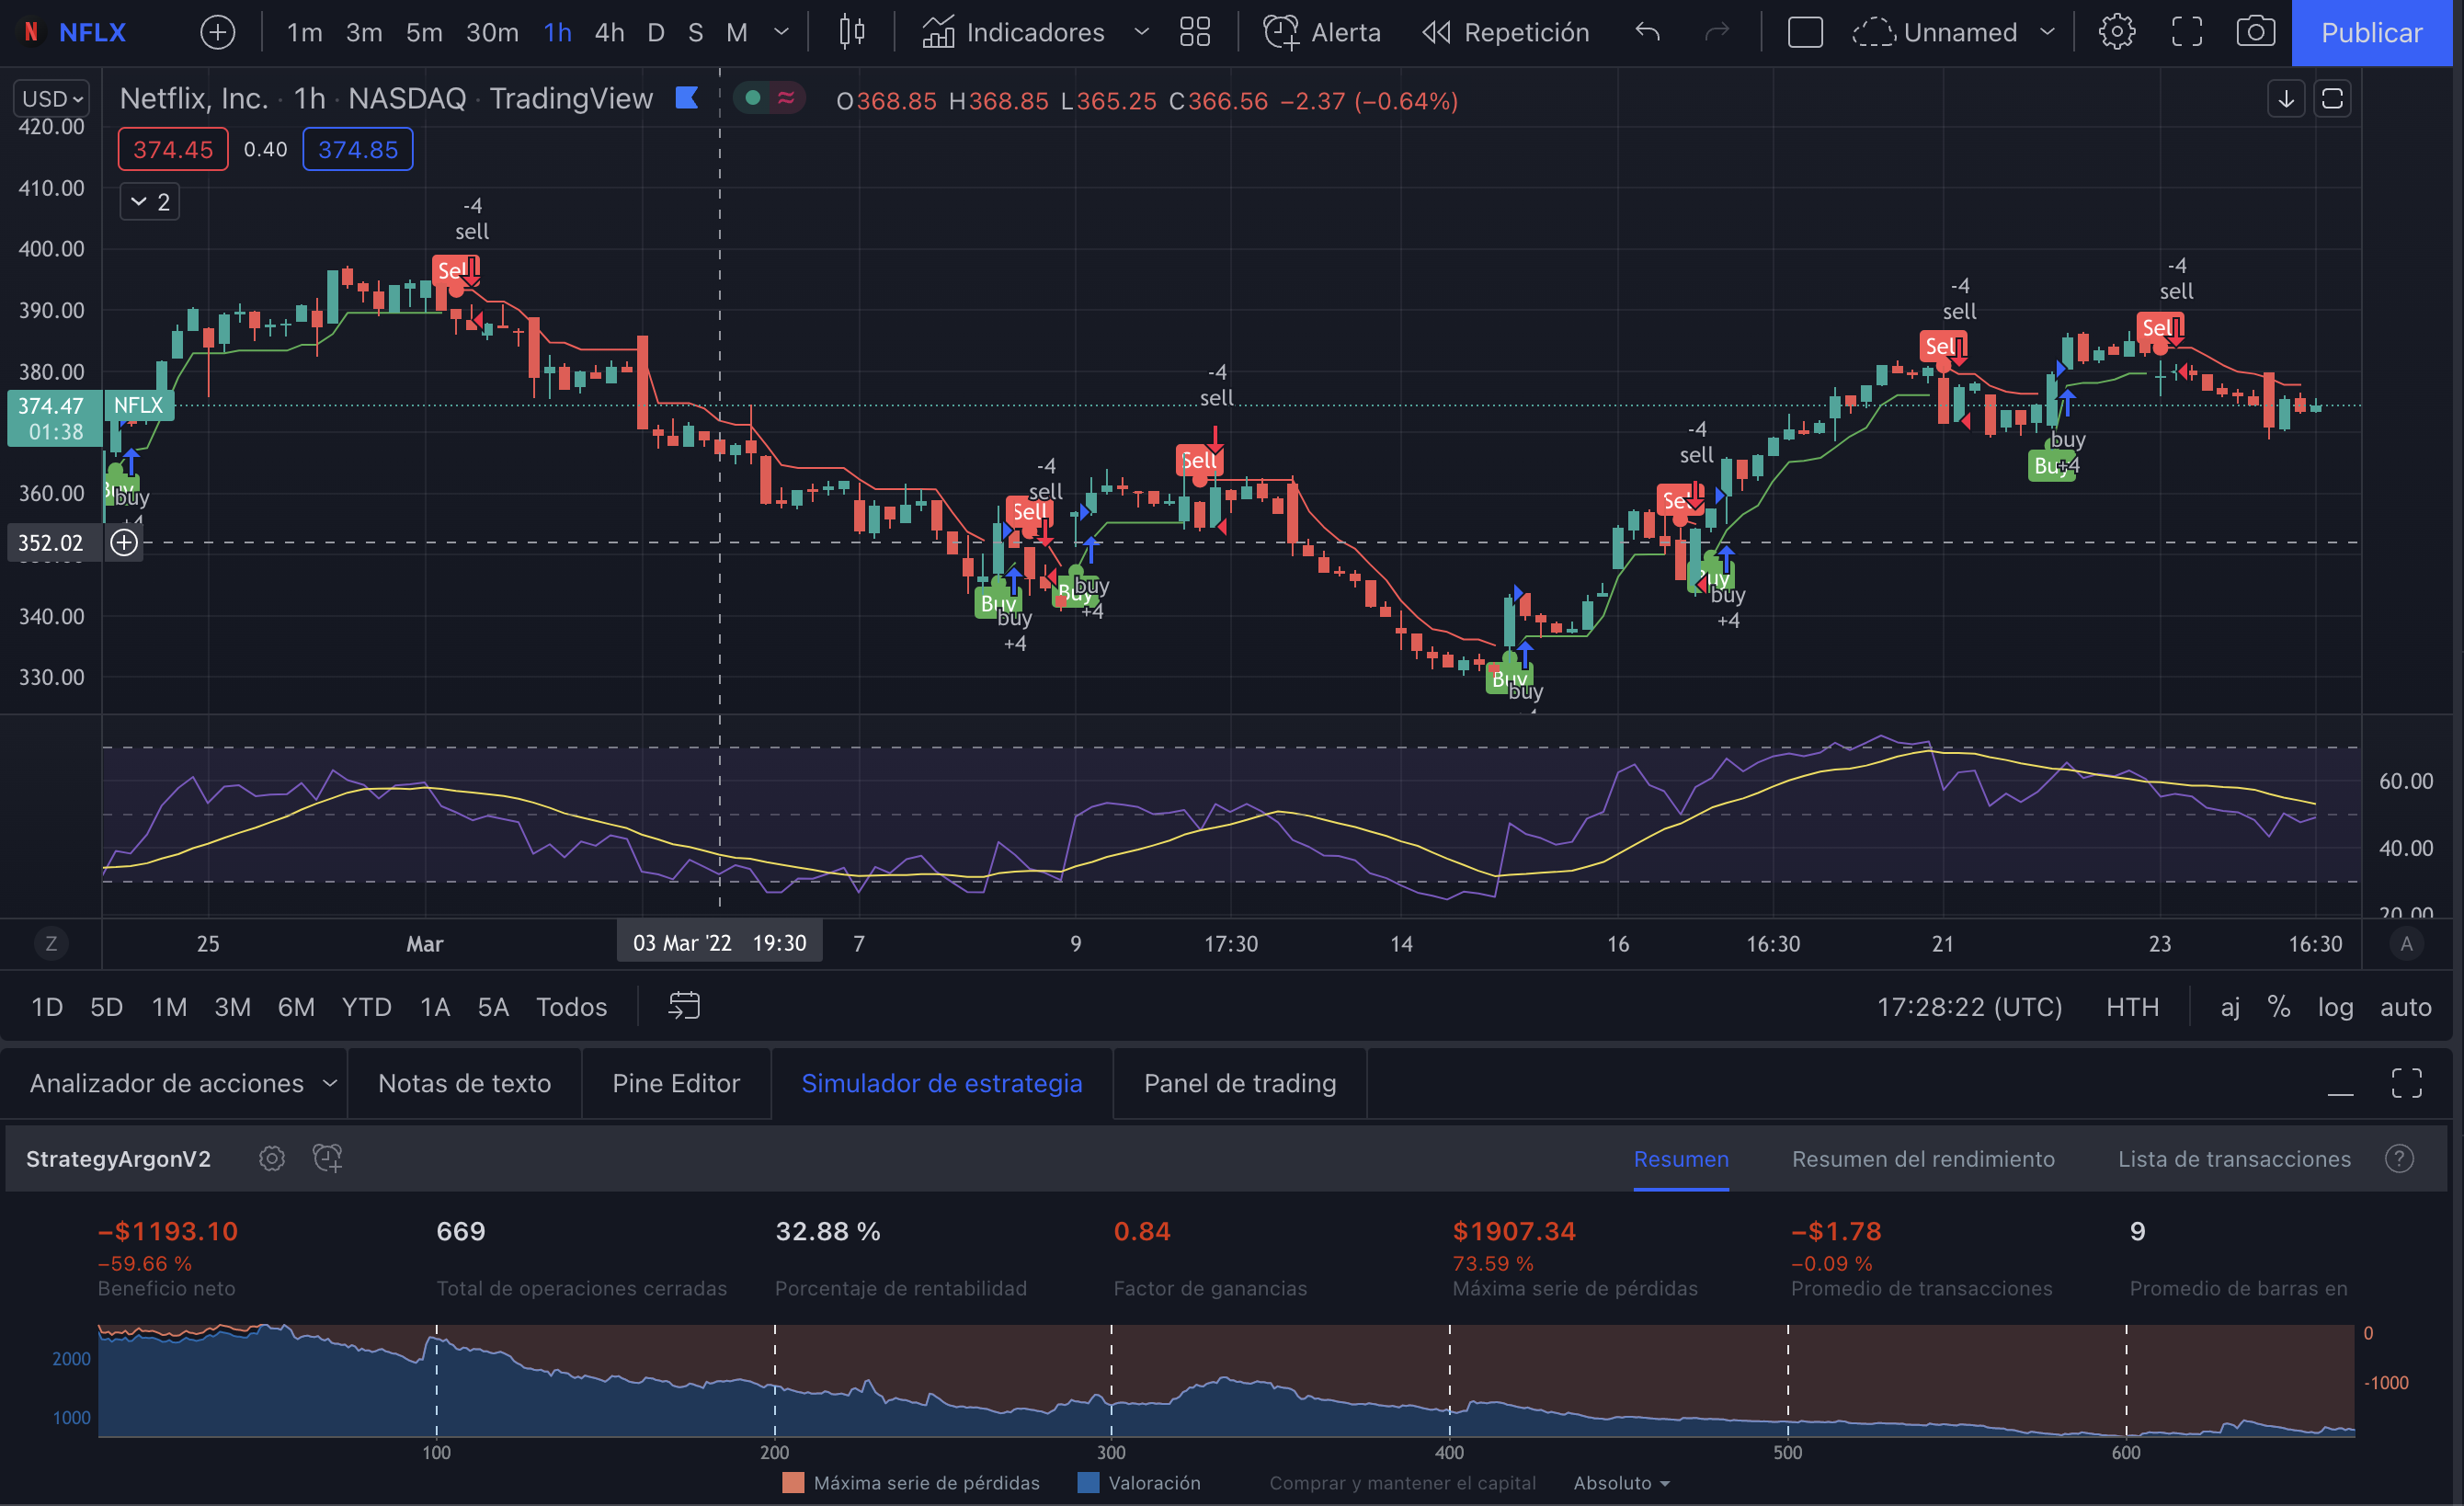 NFLX 1m 3m 5m 30m 1h 4h D S M Indicadores Alerta Repetición Unnamed Publicar
USD Netflix, Inc. · 1h · NASDAQ · TradingView O368.85 H368.85 L365.25 C366.56 −2.37 (−0.64%)
420.00
374.45 0.40 374.85
410.00
2
-4
sell
400.00
-4
sell
Sell
-4
sell
390.00
Sell
Sell
380.00
-4
sell
374.47 NFLX
01:38
-4
sell
buy
+4
Buy
Sell
-4
sell
360.00
Buy
buy
Sell
Sell
352.02
Buy
buy
+4
Buy
buy
+4
Buy
buy
+4
340.00
330.00
Buy
buy
60.00
40.00
20.00
Z 25 Mar 03 Mar '22 19:30 7 9 17:30 14 16 16:30 21 23 16:30 A
1D 5D 1M 3M 6M YTD 1A 5A Todos 17:28:22 (UTC) HTH aj % log auto
Analizador de acciones Notas de texto Pine Editor Simulador de estrategia Panel de trading
StrategyArgonV2 Resumen Resumen del rendimiento Lista de transacciones ?
−$1193.10 669 32.88 % 0.84 $1907.34 −$1.78 9
−59.66 % 73.59 % −0.09 %
Beneficio neto Total de operaciones cerradas Porcentaje de rentabilidad Factor de ganancias Máxima serie de pérdidas Promedio de transacciones Promedio de barras en
2000 0
1000 -1000
100 200 300 400 500 600
Máxima serie de pérdidas Valoración Comprar y mantener el capital Absoluto